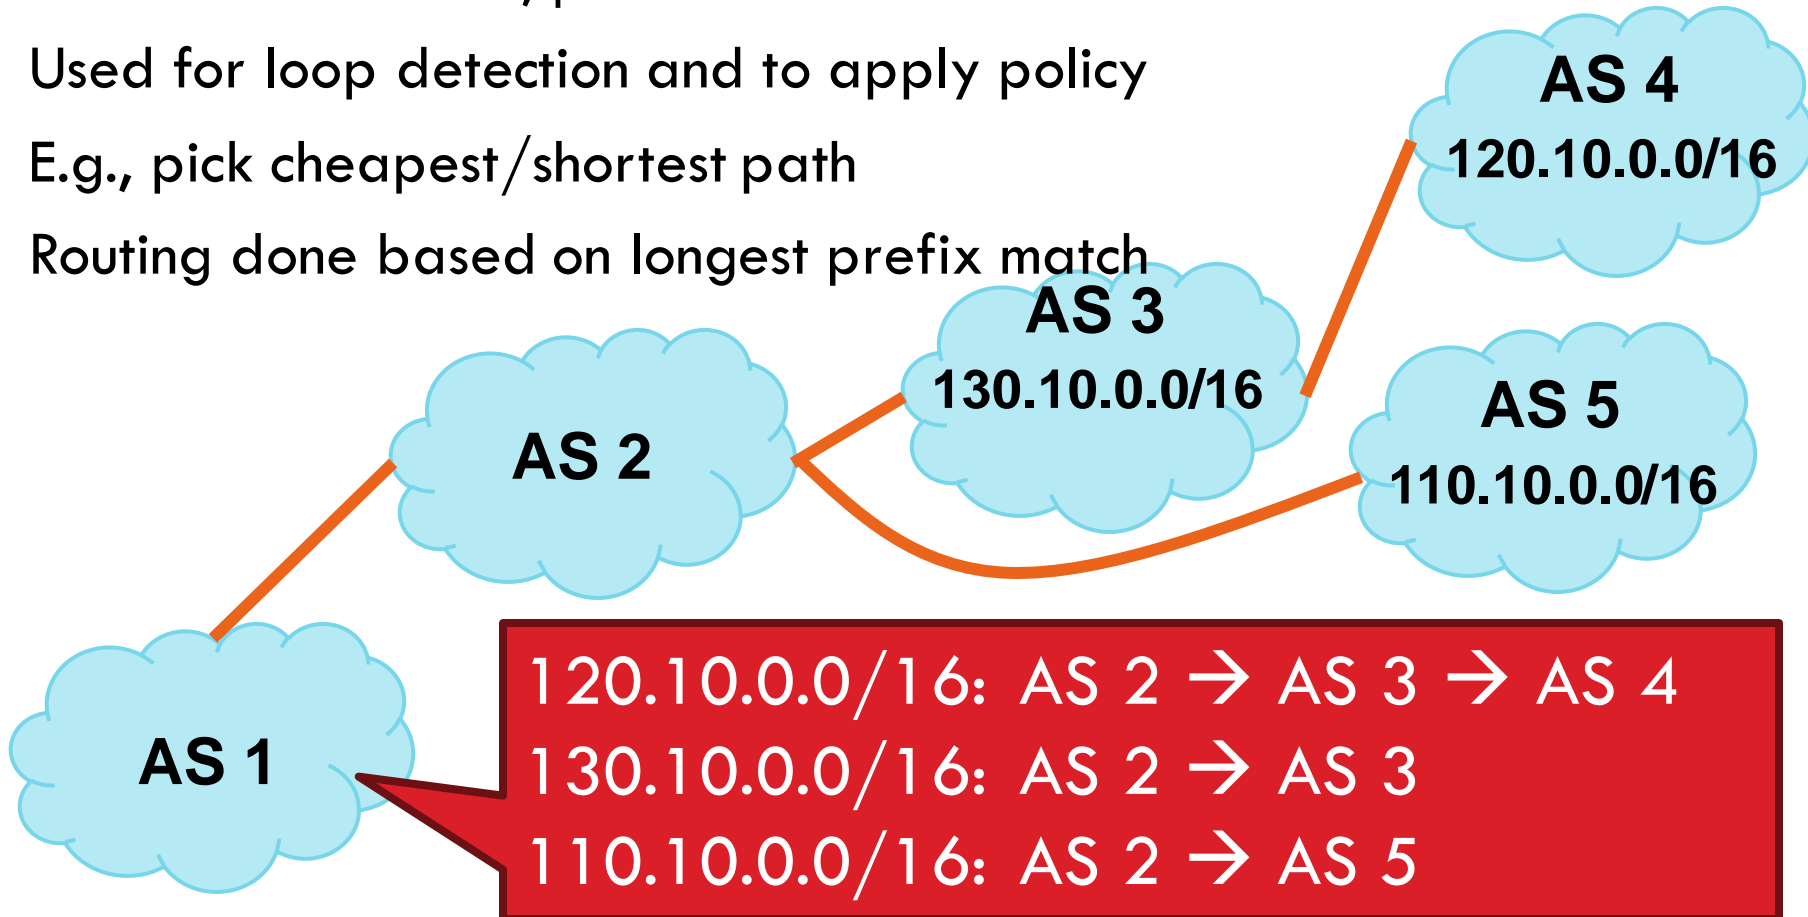 Used for loop detection and to apply policy
E.g., pick cheapest/shortest path
Routing done based on longest prefix match
AS 4
120.10.0.0/16
AS 3
130.10.0.0/16
AS 5
110.10.0.0/16
AS 2
AS 1
120.10.0.0/16: AS 2 → AS 3 → AS 4
130.10.0.0/16: AS 2 → AS 3
110.10.0.0/16: AS 2 → AS 5